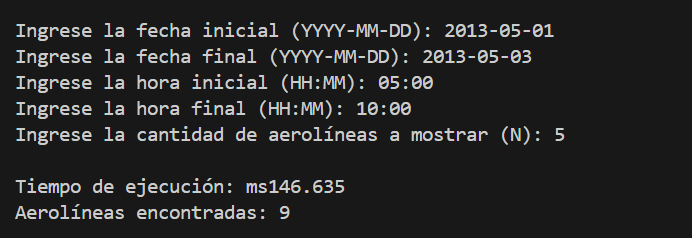 Ingrese la fecha inicial (YYYY-MM-DD): 2013-05-01
Ingrese la fecha final (YYYY-MM-DD): 2013-05-03
Ingrese la hora inicial (HH:MM): 05:00
Ingrese la hora final (HH:MM): 10:00
Ingrese la cantidad de aerolíneas a mostrar (N): 5
Tiempo de ejecución: ms146.635
Aerolíneas encontradas: 9